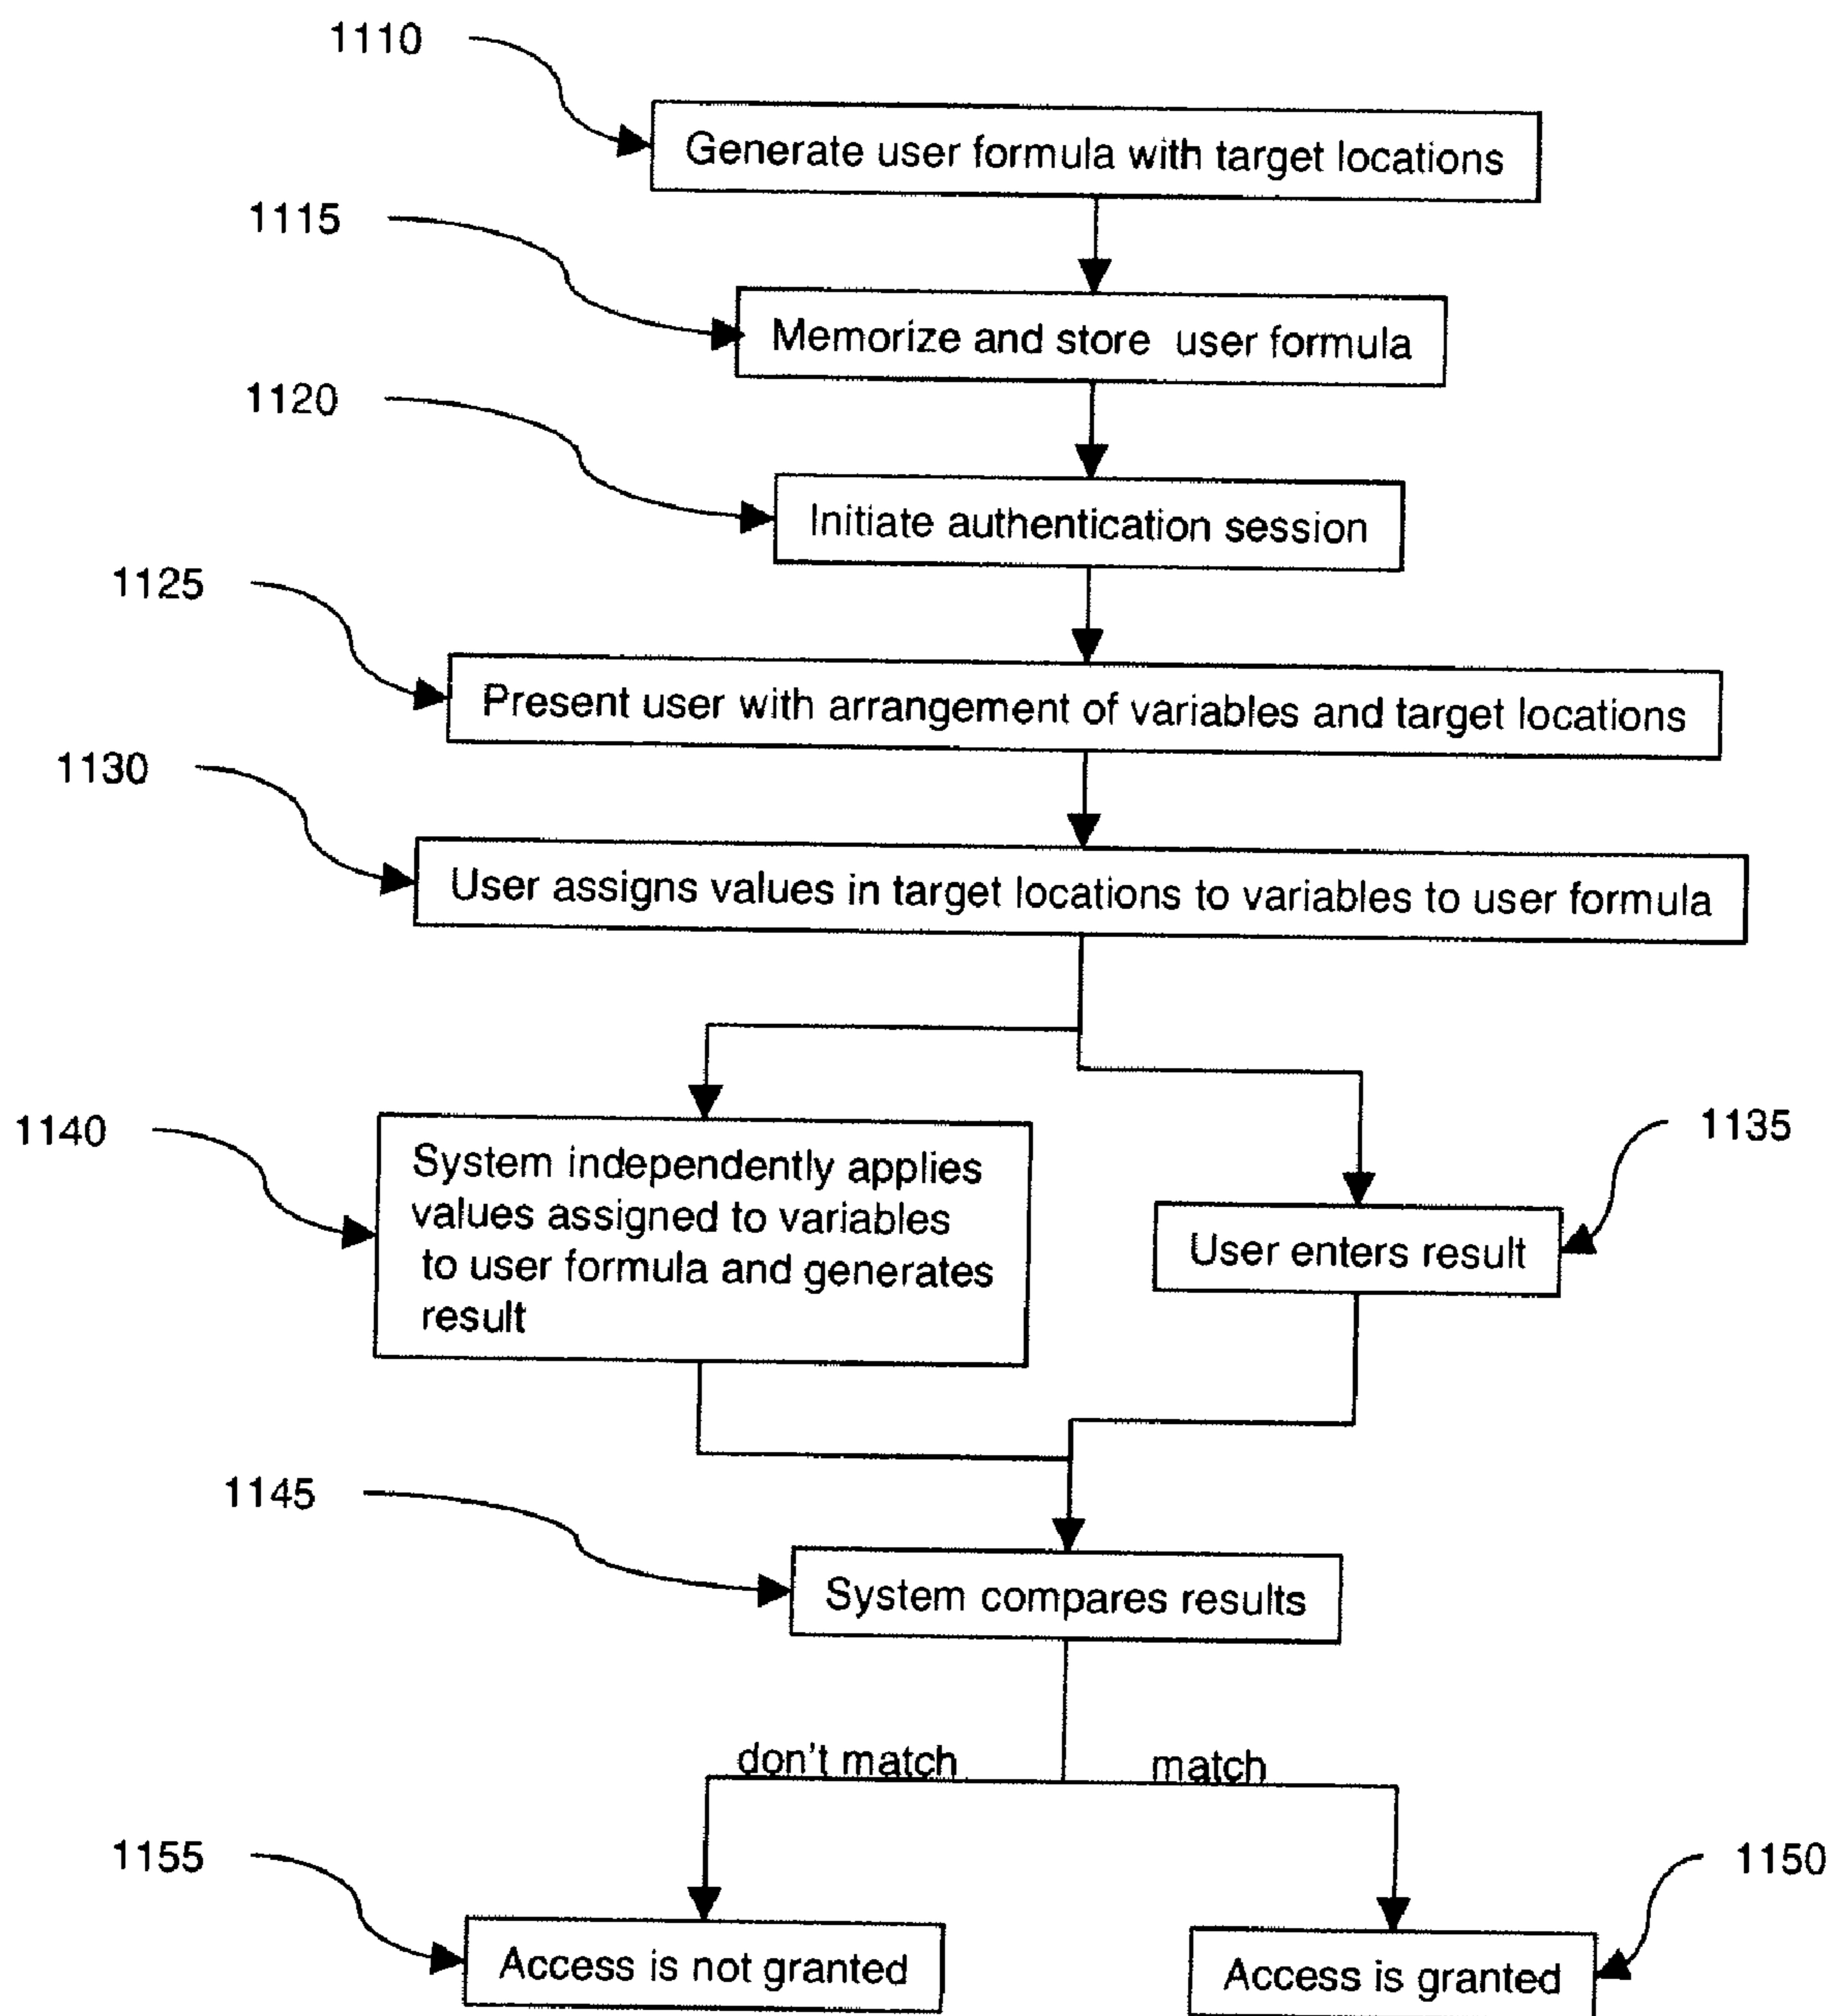 1110
Generate user formula with target locations
1115
Memorize and store user formula
1120
Initiate authentication session
1125
Present user with arrangement of variables and target locations
1130
User assigns values in target locations to variables to user formula
1140
System independently applies
values assigned to variables
to user formula and generates
result
1135
User enters result
1145
System compares results
don't match
match
1155
Access is not granted
1150
Access is granted